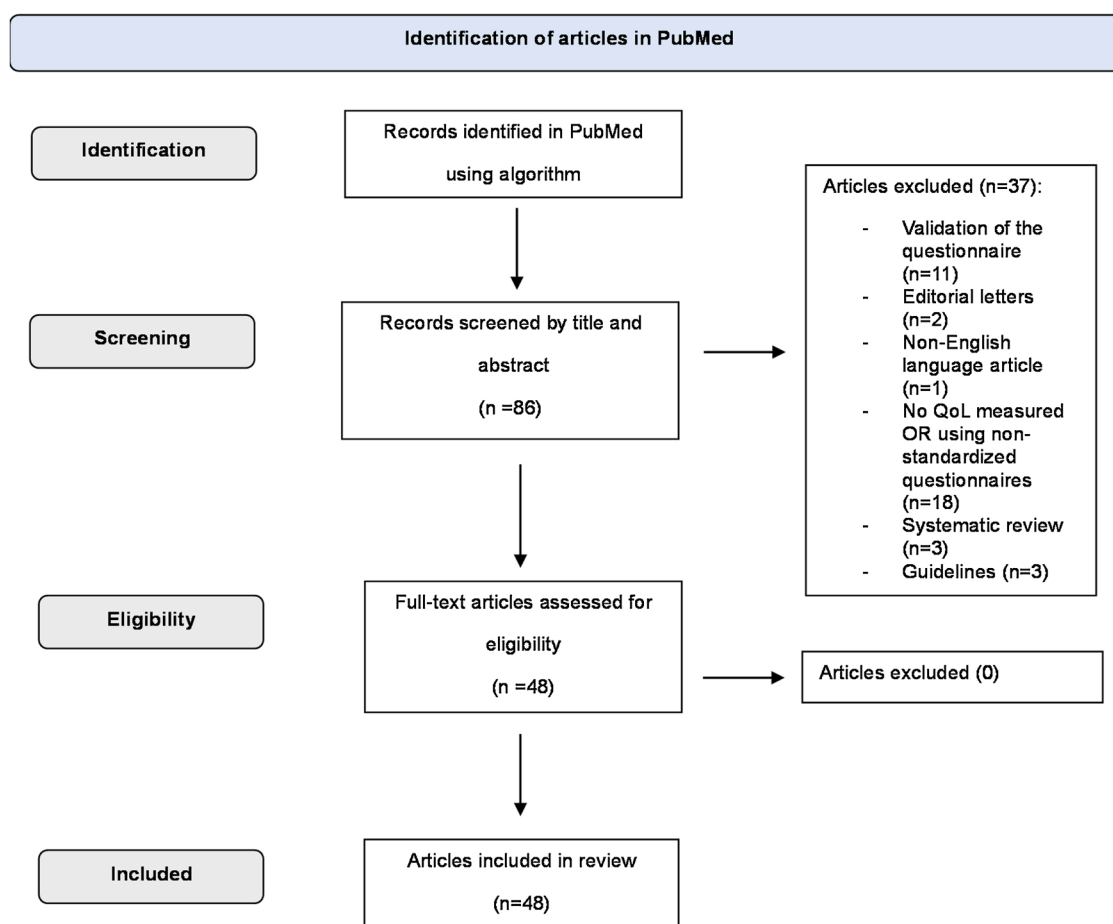 Identification of articles in PubMed
Identification
Records identified in PubMed
using algorithm
Screening
Records screened by title and
abstract
(n =86)
Articles excluded (n=37):
- Validation of the
questionnaire
(n=11)
- Editorial letters
(n=2)
- Non-English
language article
(n=1)
- No QoL measured
OR using non-
standardized
questionnaires
(n=18)
- Systematic review
(n=3)
- Guidelines (n=3)
Eligibility
Full-text articles assessed for
eligibility
(n =48)
Articles excluded (0)
Included
Articles included in review
(n=48)